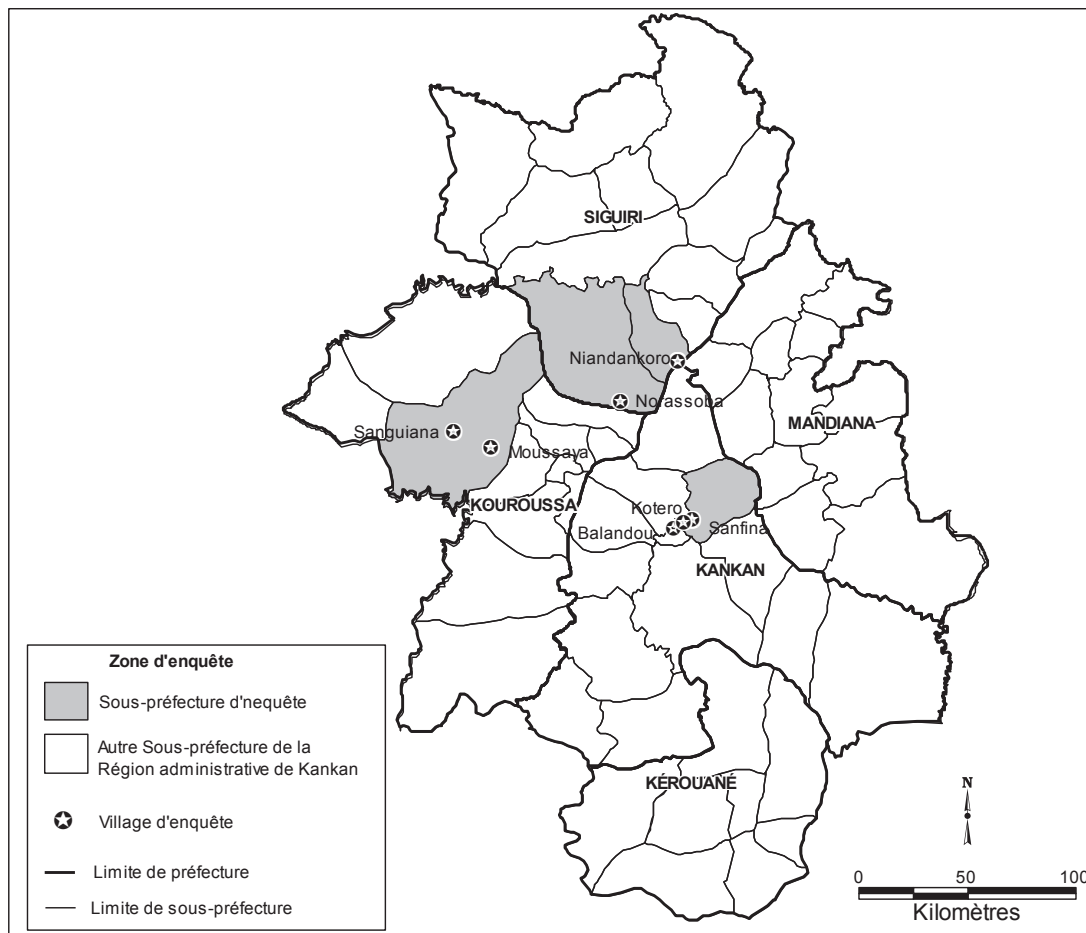 SIGUIRI
Niandankoro
Norassoba
MANDIANA
Sanguiana
Moussaya
KOUROUSSA
Kotero
Sanfina
Balandou
KANKAN
KÉROUANÉ
Zone d'enquête
Sous-préfecture d'nequête
Autre Sous-préfecture de la
Région administrative de Kankan
Village d'enquête
Limite de préfecture
Limite de sous-préfecture
N
0 50 100
Kilomètres